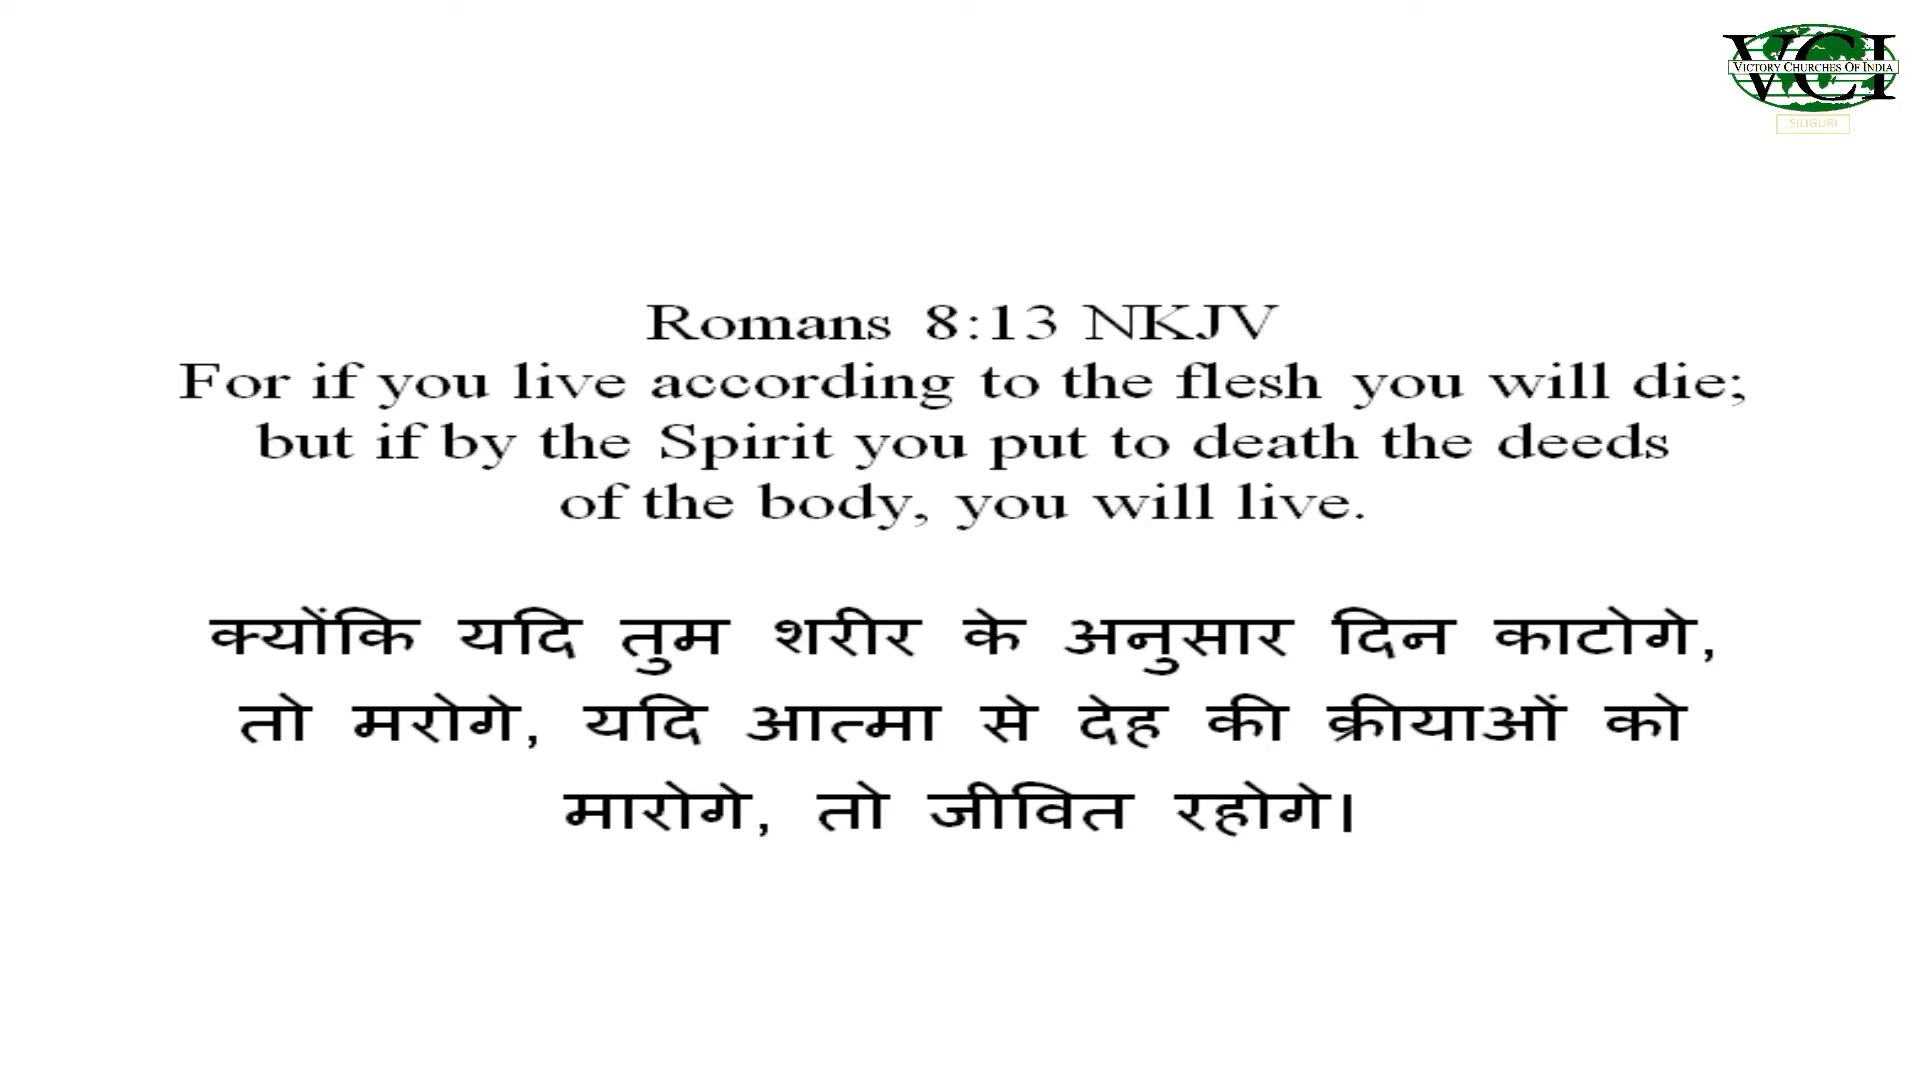 VCI
VICTORY CHURCHES OF INDIA
SILIGURI
Romans 8:13 NKJV
For if you live according to the flesh you will die;
but if by the Spirit you put to death the deeds
of the body, you will live.
क्योंकि यदि तुम शरीर के अनुसार दिन काटोगे,
तो मरोगे, यदि आत्मा से देह की क्रीयाओं को
मारोगे, तो जीवित रहोगे।